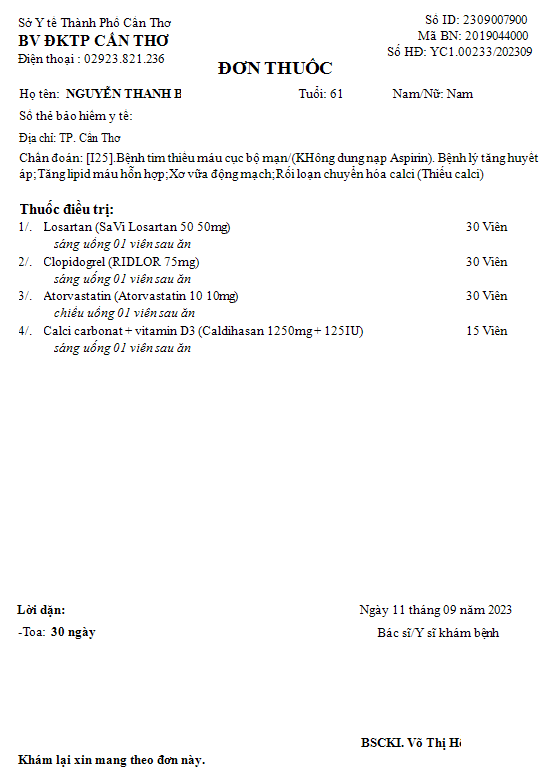 Sở Y tế Thành Phố Cần Thơ
Số ID: 2309007900
BV ĐKTP CẦN THƠ
Mã BN: 2019044000
Điện thoại : 02923.821.236
Số HĐ: YC1.00233/202309
ĐƠN THUỐC
Họ tên: NGUYỄN THANH B Tuổi: 61 Nam/Nữ: Nam
Số thẻ bảo hiểm y tế:
Địa chỉ: TP. Cần Thơ
Chẩn đoán: [I25].Bệnh tim thiếu máu cục bộ mạn/(KHông dung nạp Aspirin). Bệnh lý tăng huyết
áp;Tăng lipid máu hỗn hợp;Xơ vữa động mạch;Rối loạn chuyển hóa calci (Thiếu calci)
Thuốc điều trị:
1/. Losartan (SaVi Losartan 50 50mg) 30 Viên
sáng uống 01 viên sau ăn
2/. Clopidogrel (RIDLOR 75mg) 30 Viên
sáng uống 01 viên sau ăn
3/. Atorvastatin (Atorvastatin 10 10mg) 30 Viên
chiều uống 01 viên sau ăn
4/. Calci carbonat + vitamin D3 (Caldihasan 1250mg + 125IU) 15 Viên
sáng uống 01 viên sau ăn
Lời dặn:
Ngày 11 tháng 09 năm 2023
-Toa: 30 ngày
Bác sĩ/Y sĩ khám bệnh
BSCKI. Võ Thị
Khám lại xin mang theo đơn này.